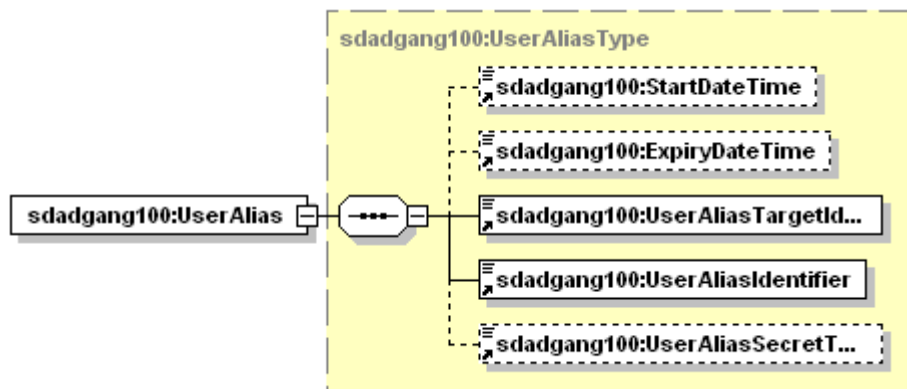 sdadgang100:UserAliasType
sdadgang100:StartDateTime
sdadgang100:ExpiryDateTime
sdadgang100:UserAlias
sdadgang100:UserAliasTargetId...
sdadgang100:UserAliasIdentifier
sdadgang100:UserAliasSecretT...